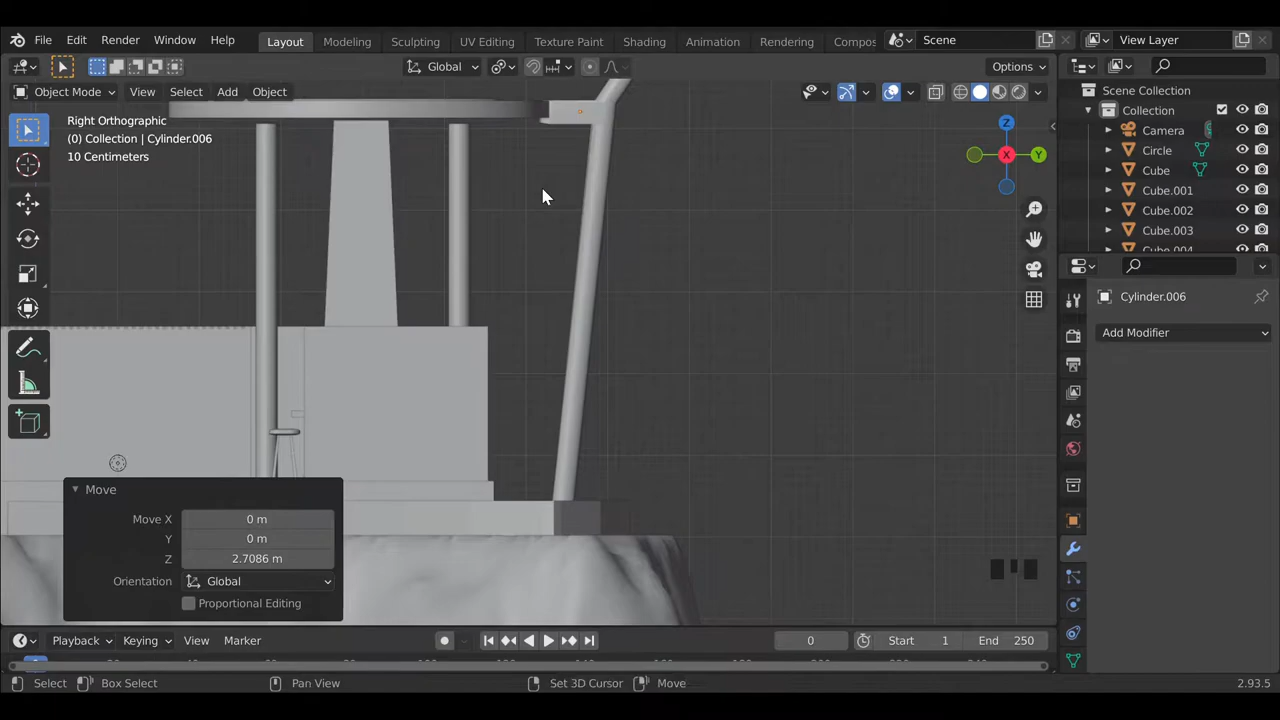 File Edit Render Window Help Layout Modeling Sculpting UV Editing Texture Paint Shading Animation Rendering Compos Scene View Layer
Global Options
Object Mode View Select Add Object
Right Orthographic
(0) Collection | Cylinder.006
10 Centimeters
Z
X
Y
Scene Collection
Collection
Camera
Circle
Cube
Cube.001
Cube.002
Cube.003
Cube.004
Cylinder.006
Add Modifier
Move
Move X 0 m
Y 0 m
Z 2.7086 m
Orientation Global
Proportional Editing
Playback Keying View Marker 0 Start 1 End 250
Select Box Select Pan View Set 3D Cursor Move 2.93.5